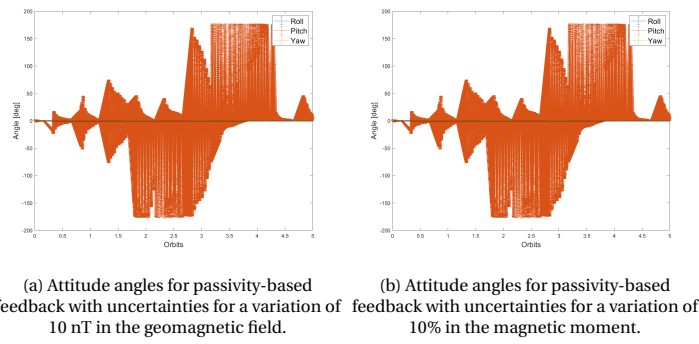 200
150
100
50
0
-50
-100
-150
-200
Angle [deg]
0
0.5
1
1.5
2
2.5
3
3.5
4
4.5
5
Orbits
Roll
Pitch
Yaw
200
150
100
50
0
-50
-100
-150
-200
Angle [deg]
0
0.5
1
1.5
2
2.5
3
3.5
4
4.5
5
Orbits
Roll
Pitch
Yaw
(a) Attitude angles for passivity-based
feedback with uncertainties for a variation of
10 nT in the geomagnetic field.
(b) Attitude angles for passivity-based
feedback with uncertainties for a variation of
10% in the magnetic moment.